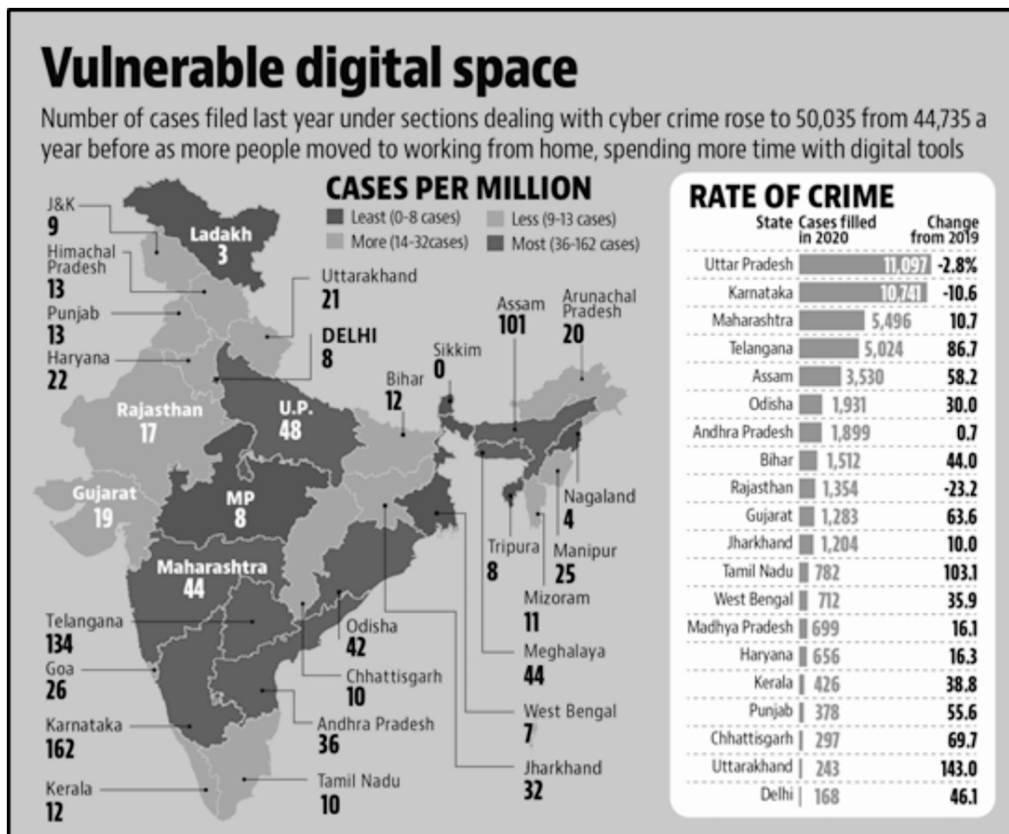 Vulnerable digital space
Number of cases filed last year under sections dealing with cyber crime rose to 50,035 from 44,735 a
year before as more people moved to working from home, spending more time with digital tools
CASES PER MILLION
Least (0-8 cases) Less (9-13 cases)
More (14-32cases) Most (36-162 cases)
J&K
9
Ladakh
3
Himachal
Pradesh
13
Punjab
13
Haryana
22
Uttarakhand
21
DELHI
8
Rajasthan
17
U.P.
48
Bihar
12
Sikkim
0
Assam
101
Arunachal
Pradesh
20
Gujarat
19
MP
8
Nagaland
4
Tripura
8
Manipur
25
Mizoram
11
Maharashtra
44
Telangana
134
Odisha
42
Meghalaya
44
Goa
26
Chhattisgarh
10
Karnataka
162
Andhra Pradesh
36
West Bengal
7
Kerala
12
Tamil Nadu
10
Jharkhand
32
RATE OF CRIME
State Cases filled in 2020 Change from 2019
Uttar Pradesh 11,097 -2.8%
Karnataka 10,741 -10.6
Maharashtra 5,496 10.7
Telangana 5,024 86.7
Assam 3,530 58.2
Odisha 1,931 30.0
Andhra Pradesh 1,899 0.7
Bihar 1,512 44.0
Rajasthan 1,354 -23.2
Gujarat 1,283 63.6
Jharkhand 1,204 10.0
Tamil Nadu 782 103.1
West Bengal 712 35.9
Madhya Pradesh 699 16.1
Haryana 656 16.3
Kerala 426 38.8
Punjab 378 55.6
Chhattisgarh 297 69.7
Uttarakhand 243 143.0
Delhi 168 46.1